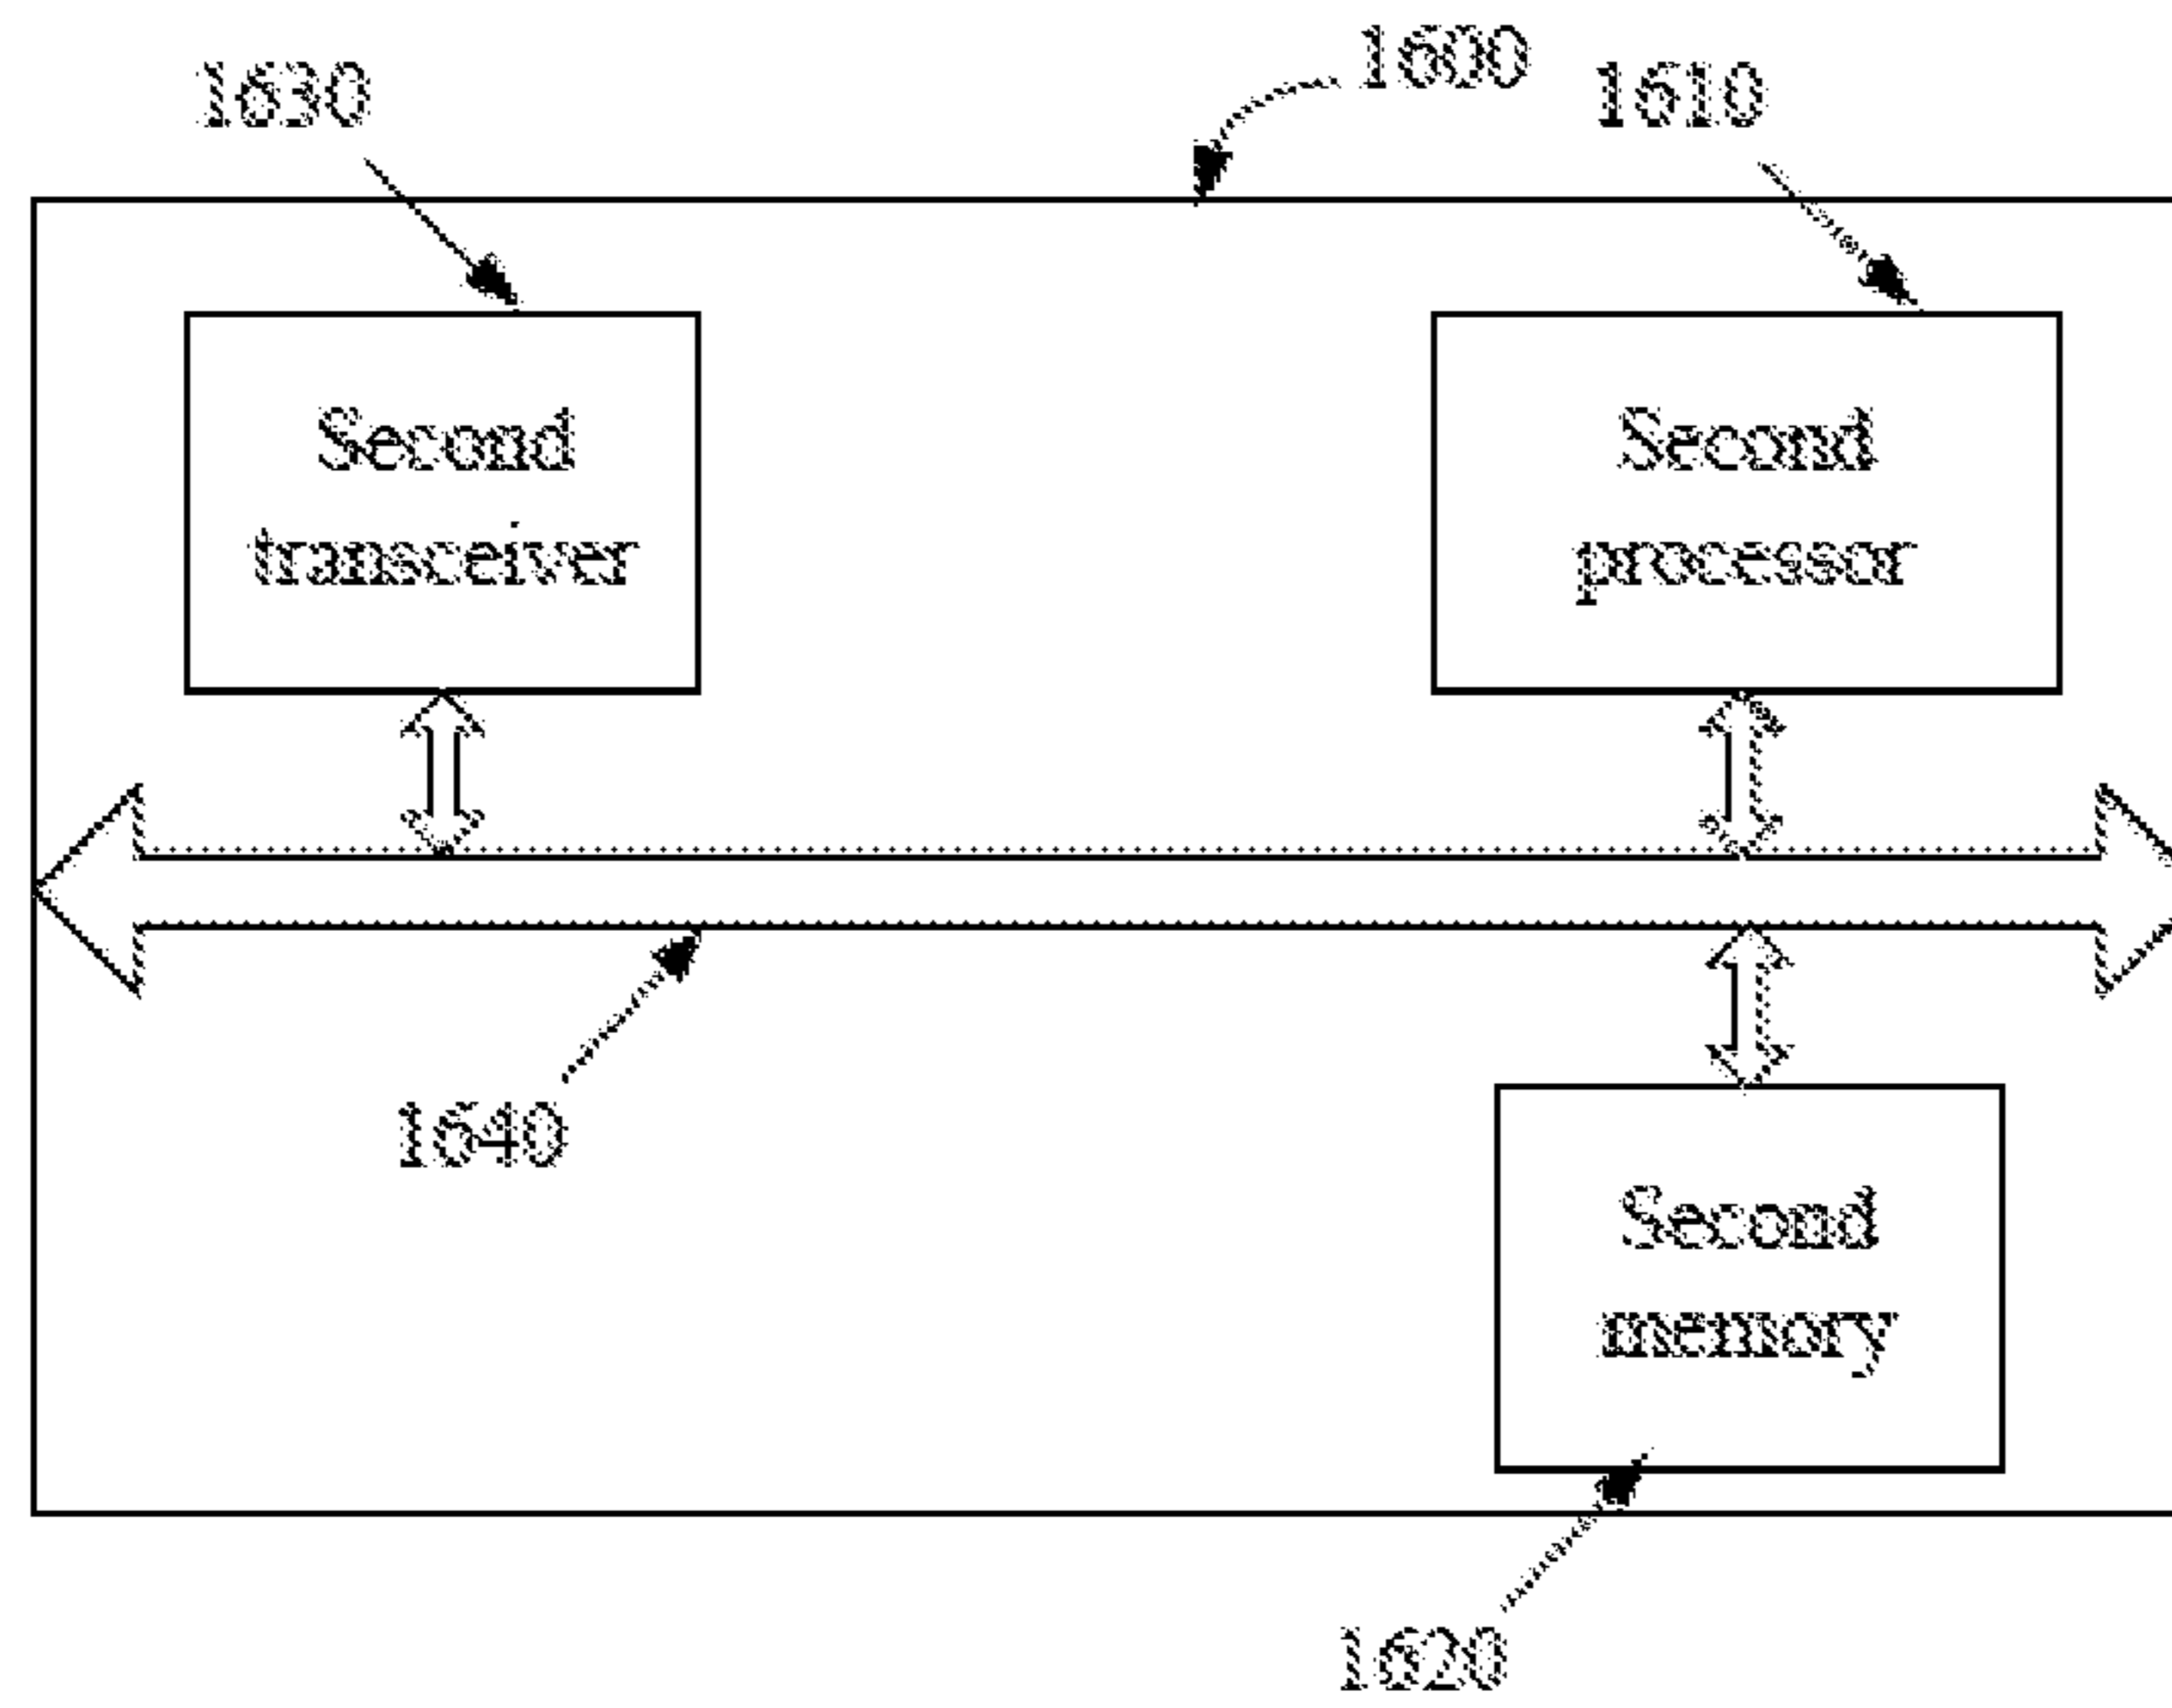 1630
1600
1610
Second
transceiver
Second
processor
1640
Second
memory
1620